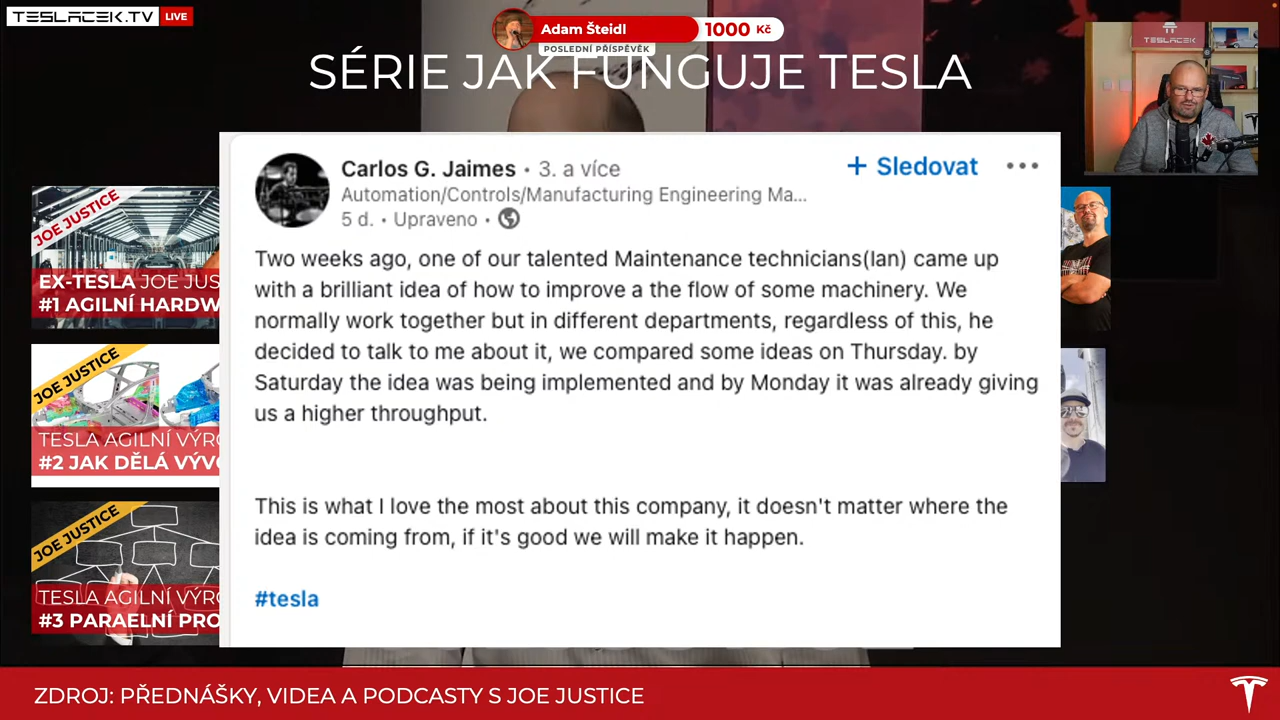 TESLACEK.TV LIVE
Adam Šteidl 1000 Kč
POSLEDNÍ PŘÍSPĚVEK
SÉRIE JAK FUNGUJE TESLA
TESLACEK
Carlos G. Jaimes • 3. a více
+ Sledovat
Automation/Controls/Manufacturing Engineering Ma...
5 d. • Upraveno •
Two weeks ago, one of our talented Maintenance technicians(Ian) came up
with a brilliant idea of how to improve a the flow of some machinery. We
normally work together but in different departments, regardless of this, he
decided to talk to me about it, we compared some ideas on Thursday. by
Saturday the idea was being implemented and by Monday it was already giving
us a higher throughput.
This is what I love the most about this company, it doesn't matter where the
idea is coming from, if it's good we will make it happen.
#tesla
JOE JUSTICE
EX-TESLA JOE JUS
#1 AGILNÍ HARDW
JOE JUSTICE
TESLA AGILNÍ VÝRO
#2 JAK DĚLÁ VÝV
JOE JUSTICE
TESLA AGILNÍ VÝRO
#3 PARAELNÍ PRO
ZDROJ: PŘEDNÁŠKY, VIDEA A PODCASTY S JOE JUSTICE